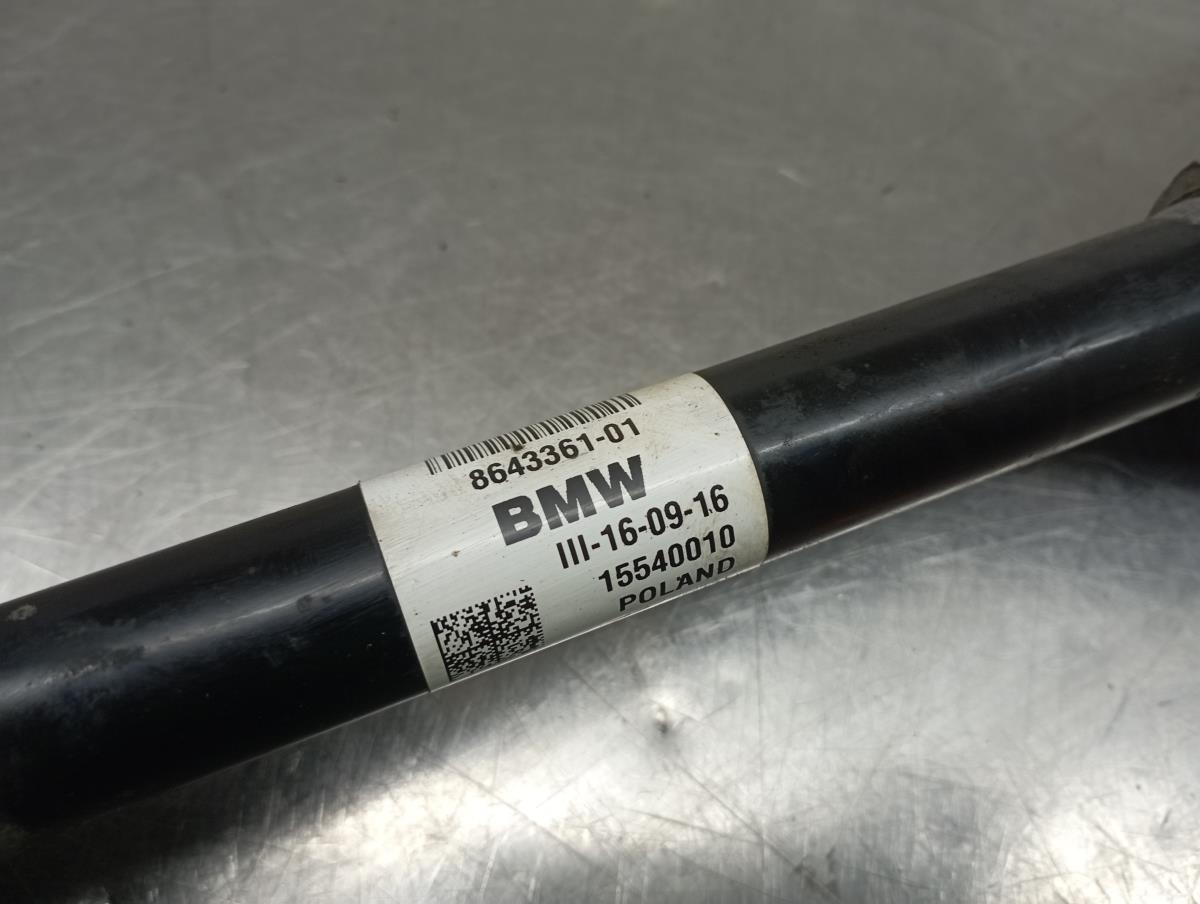 8643361-01
BMW
III-16-09-16
15540010
POLAND